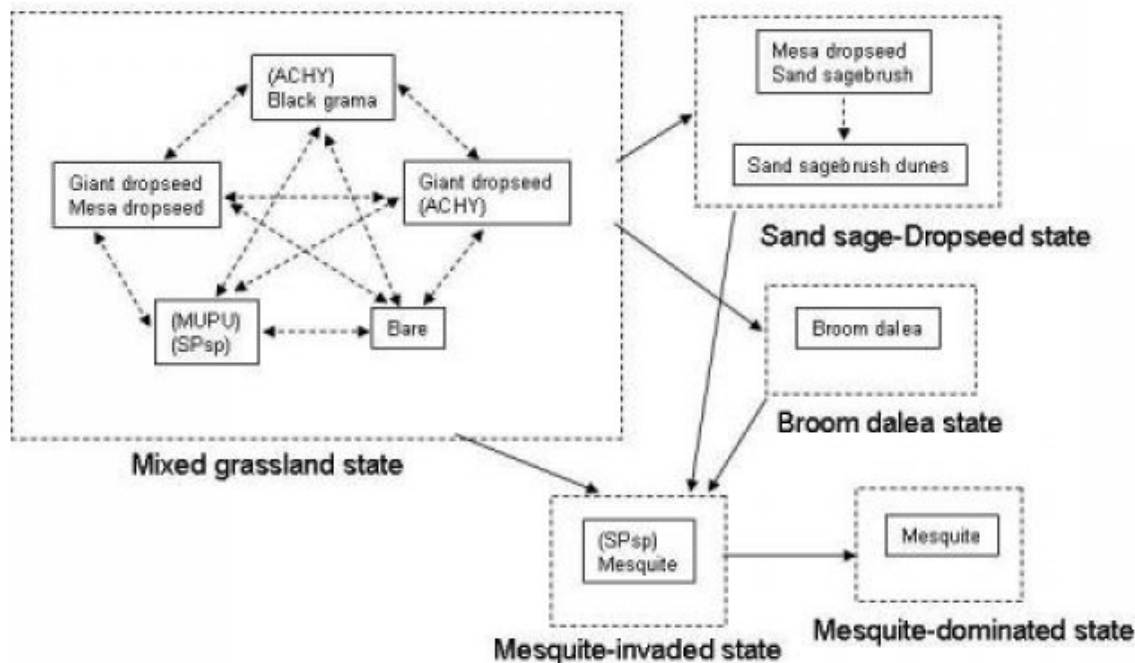 (ACHY)
Black grama
Giant dropseed
Mesa dropseed
Giant dropseed
(ACHY)
(MUPU)
(SPsp)
Bare
Mixed grassland state
Mesa dropseed
Sand sagebrush
Sand sagebrush dunes
Sand sage-Dropseed state
Broom dalea
Broom dalea state
(SPsp)
Mesquite
Mesquite-invaded state
Mesquite
Mesquite-dominated state